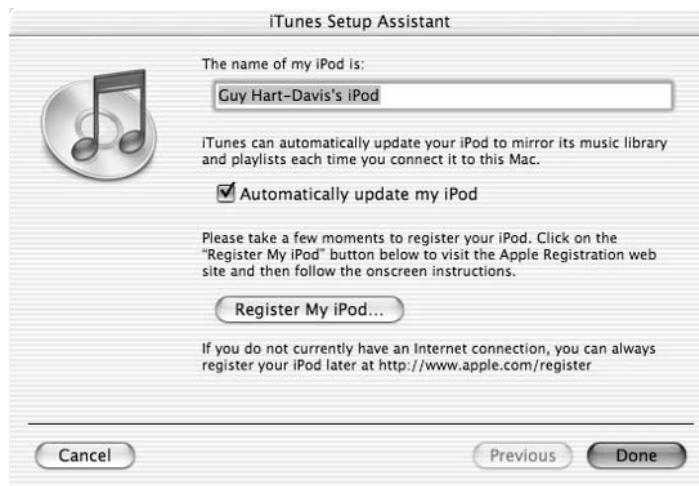 iTunes Setup Assistant
The name of my iPod is:
Guy Hart-Davis's iPod
iTunes can automatically update your iPod to mirror its music library
and playlists each time you connect it to this Mac.
Automatically update my iPod
Please take a few moments to register your iPod. Click on the
"Register My iPod" button below to visit the Apple Registration web
site and then follow the onscreen instructions.
Register My iPod...
If you do not currently have an Internet connection, you can always
register your iPod later at http://www.apple.com/register
Cancel
Previous
Done